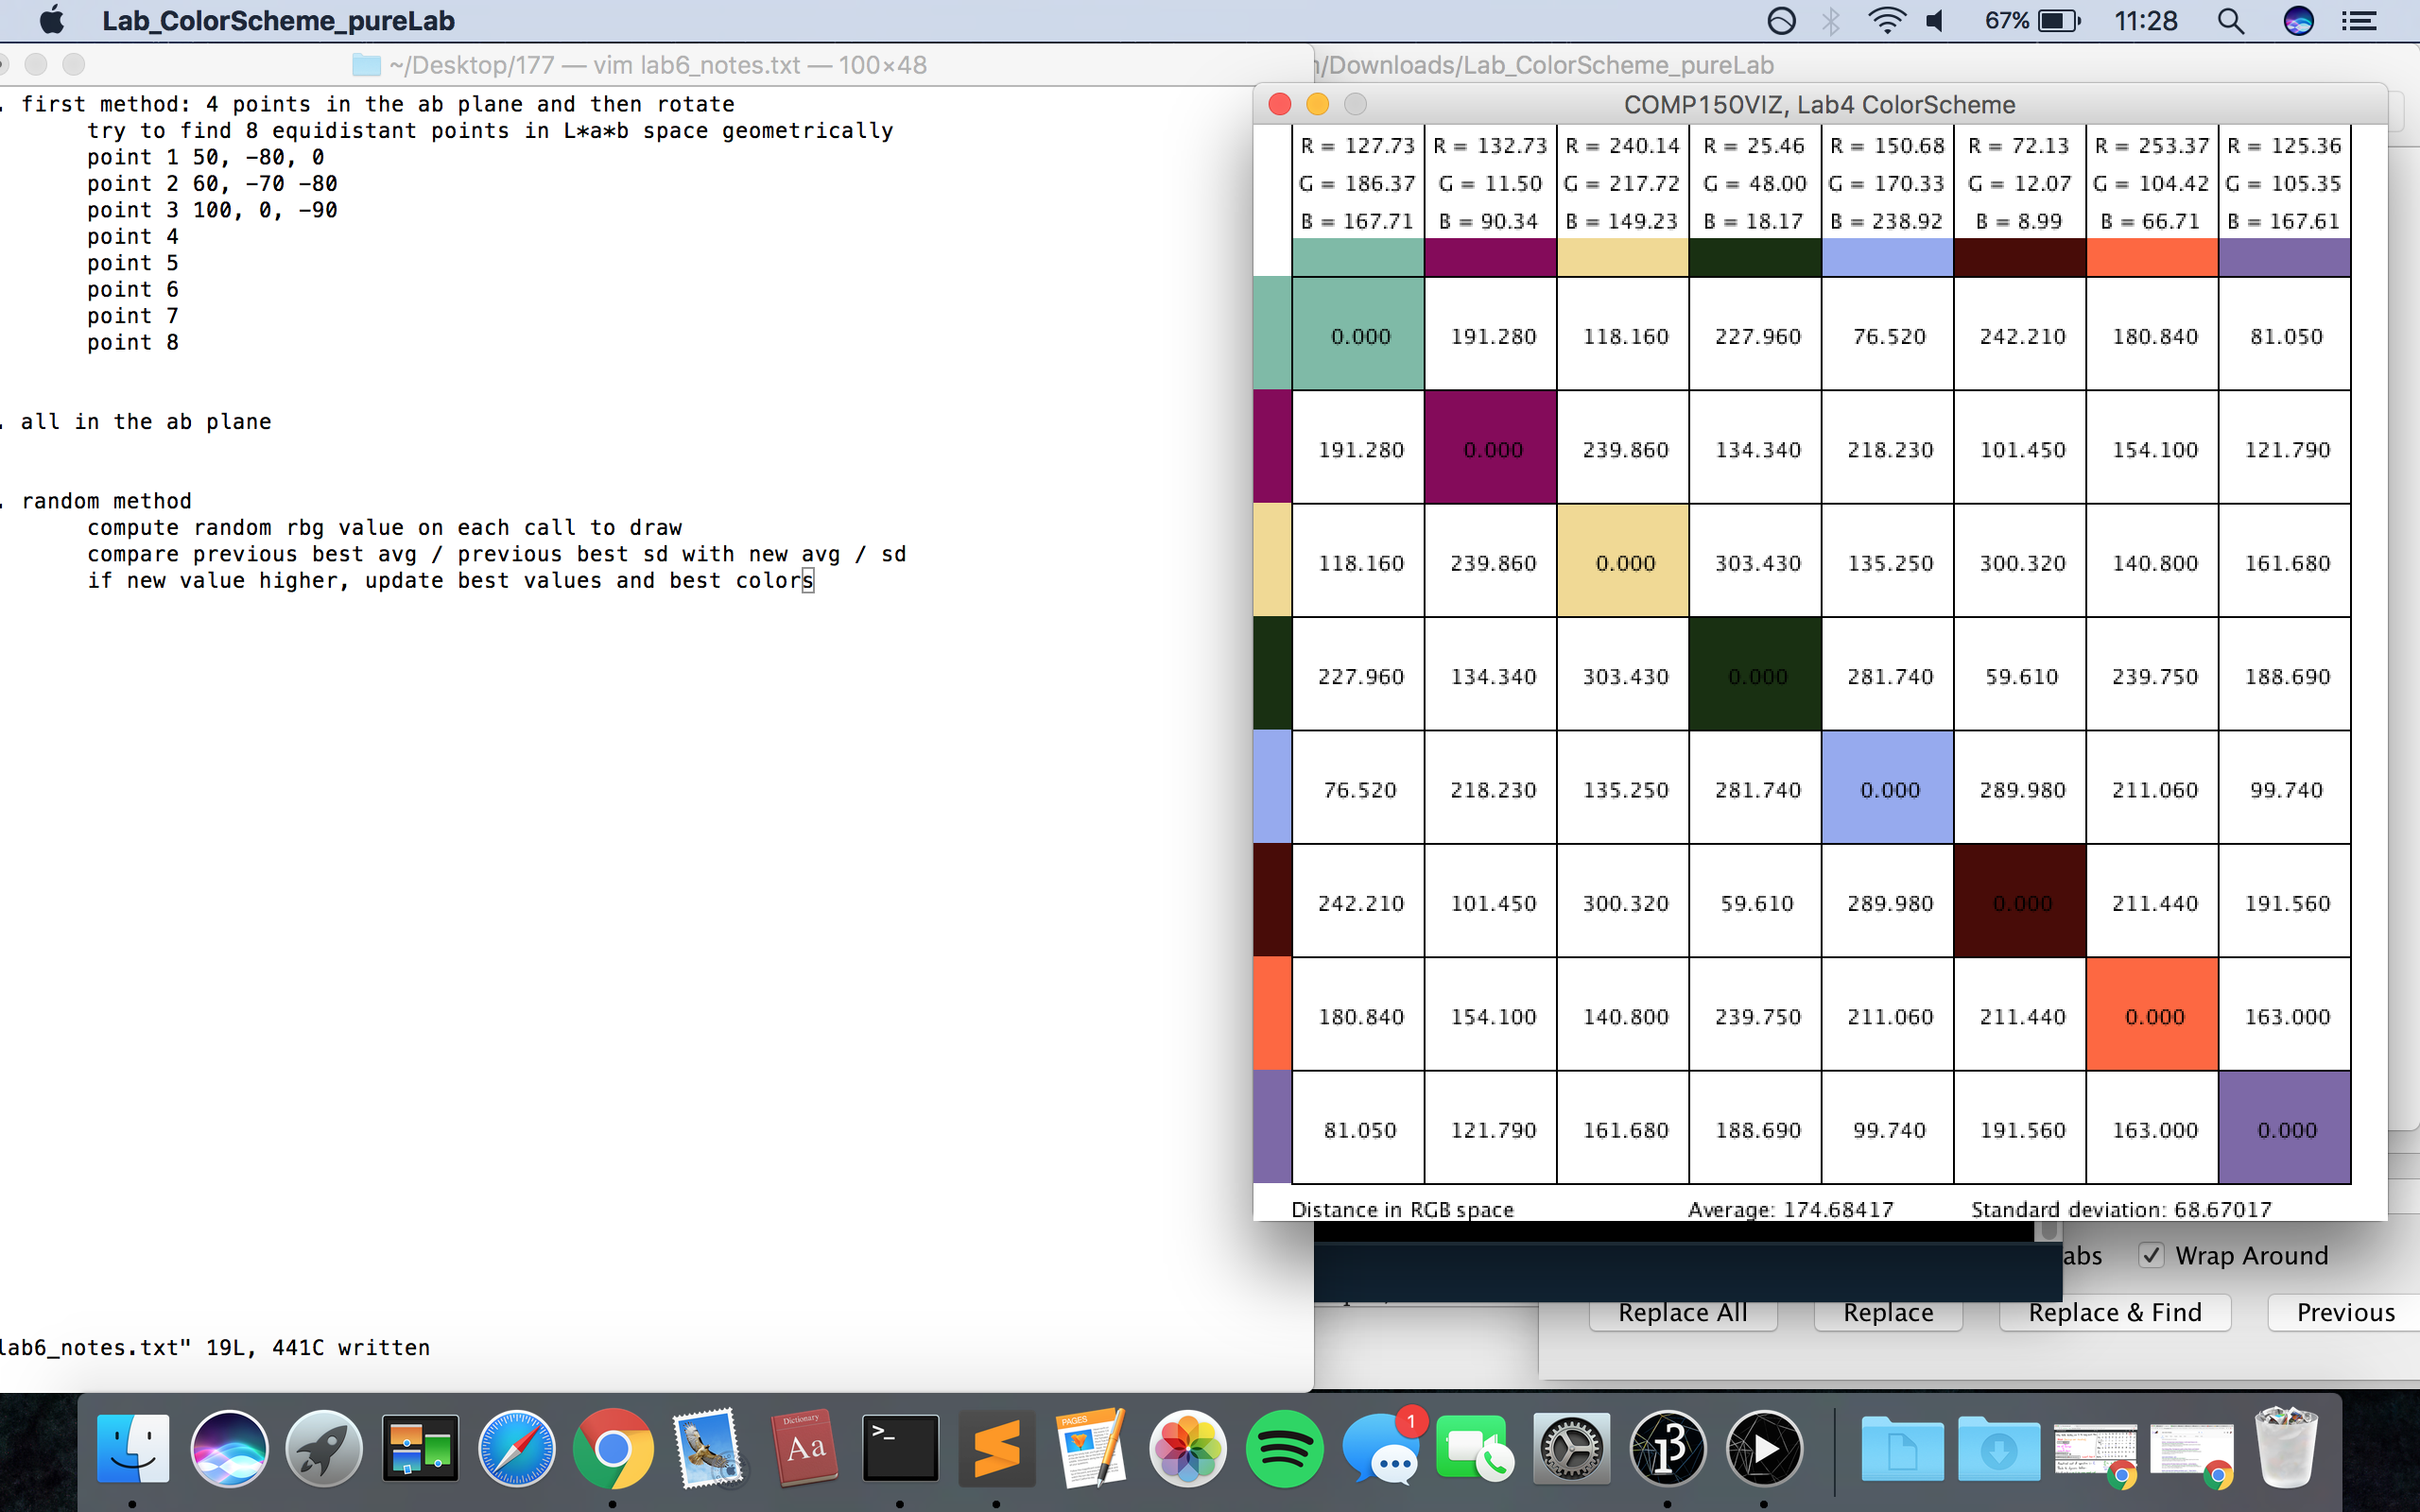 Lab_ColorScheme_pureLab
67%
11:28
~/Desktop/177 — vim lab6_notes.txt — 100×48
/Downloads/Lab_ColorScheme_pureLab
. first method: 4 points in the ab plane and then rotate
try to find 8 equidistant points in L*a*b space geometrically
point 1 50, -80, 0
point 2 60, -70 -80
point 3 100, 0, -90
point 4
point 5
point 6
point 7
point 8
. all in the ab plane
. random method
compute random rbg value on each call to draw
compare previous best avg / previous best sd with new avg / sd
if new value higher, update best values and best colors
lab6_notes.txt" 19L, 441C written
COMP150VIZ, Lab4 ColorScheme
R = 127.73 R = 132.73 R = 240.14 R = 25.46 R = 150.68 R = 72.13 R = 253.37 R = 125.36
G = 186.37 G = 11.50 G = 217.72 G = 48.00 G = 170.33 G = 12.07 G = 104.42 G = 105.35
B = 167.71 B = 90.34 B = 149.23 B = 18.17 B = 238.92 B = 8.99 B = 66.71 B = 167.61
0.000 191.280 118.160 227.960 76.520 242.210 180.840 81.050
191.280 0.000 239.860 134.340 218.230 101.450 154.100 121.790
118.160 239.860 0.000 303.430 135.250 300.320 140.800 161.680
227.960 134.340 303.430 0.000 281.740 59.610 239.750 188.690
76.520 218.230 135.250 281.740 0.000 289.980 211.060 99.740
242.210 101.450 300.320 59.610 289.980 0.000 211.440 191.560
180.840 154.100 140.800 239.750 211.060 211.440 0.000 163.000
81.050 121.790 161.680 188.690 99.740 191.560 163.000 0.000
Distance in RGB space Average: 174.68417 Standard deviation: 68.67017
abs Wrap Around
Replace All Replace Replace & Find Previous
Dictionary
Aa
>_
PAGES
1